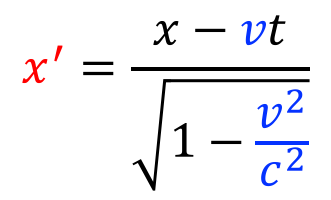 x′ = (x − vt) / √(1 − v²/c²)